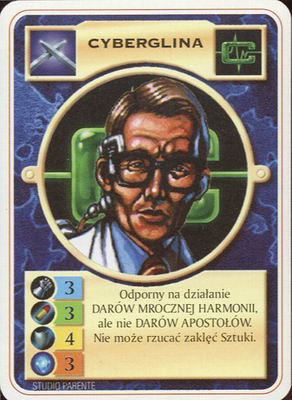 CYBERGLINA
3
3
4
3
Odporny na działanie
DARÓW MROCZNEJ HARMONII,
ale nie DARÓW APOSTOŁÓW.
Nie może rzucać zaklęć Sztuki.
STUDIO PARENTE